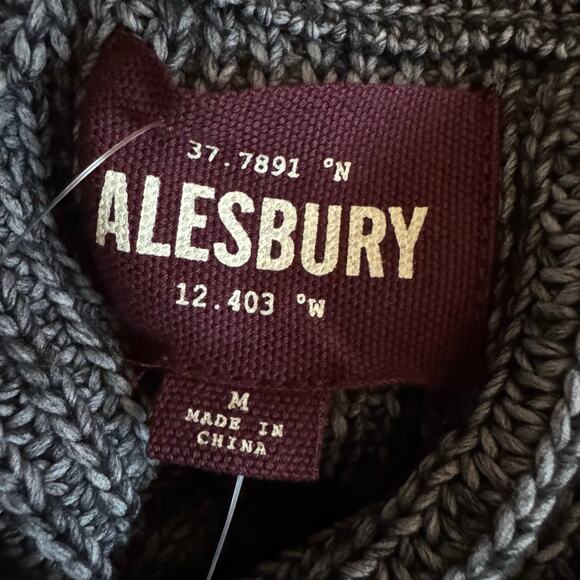 37.7891 °N
ALESBURY
12.403 °W
M
MADE IN
CHINA